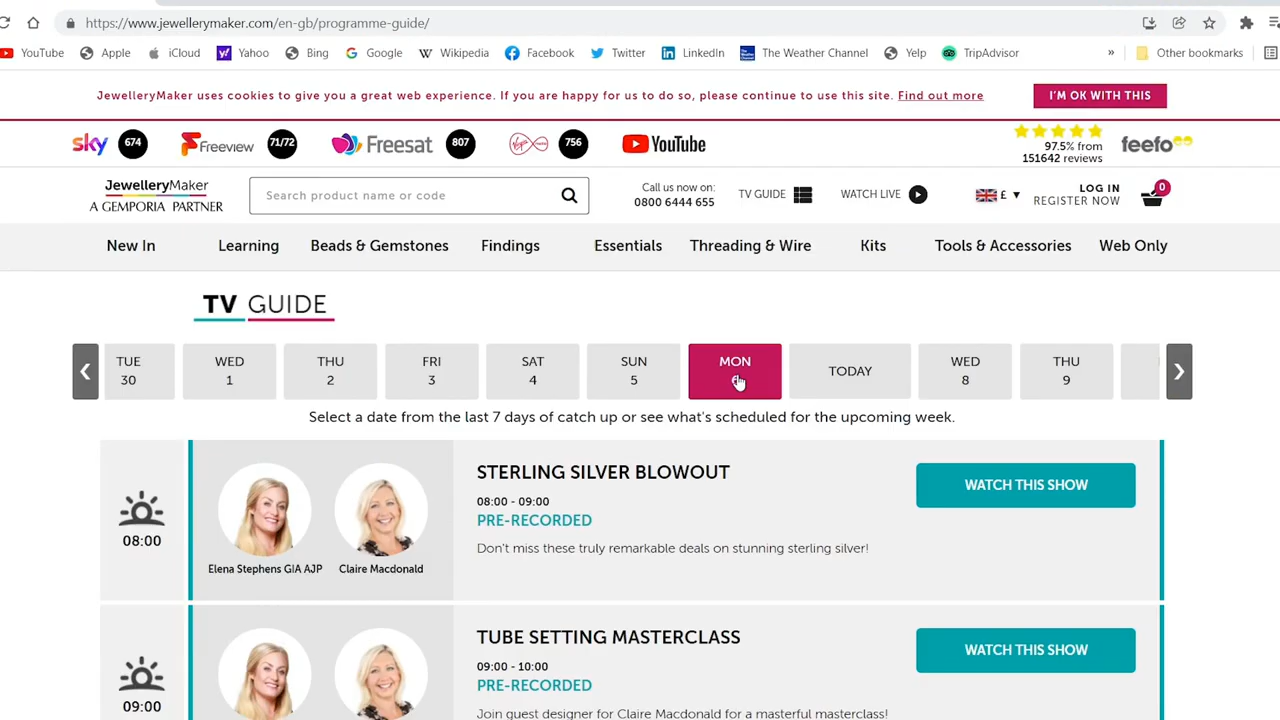 https://www.jewellerymaker.com/en-gb/programme-guide/
YouTube Apple iCloud Yahoo Bing Google Wikipedia Facebook Twitter LinkedIn The Weather Channel Yelp TripAdvisor » Other bookmarks
JewelleryMaker uses cookies to give you a great web experience. If you are happy for us to do so, please continue to use this site. Find out more I'M OK WITH THIS
sky 674 Freeview 71/72 Freesat 807 756 YouTube 97.5% from feefo
151642 reviews
JewelleryMaker
A GEMPORIA PARTNER
Search product name or code
Call us now on:
0800 6444 655
TV GUIDE WATCH LIVE £ ▼
LOG IN
REGISTER NOW
0
New In Learning Beads & Gemstones Findings Essentials Threading & Wire Kits Tools & Accessories Web Only
TV GUIDE
TUE WED THU FRI SAT SUN MON TODAY WED THU
30 1 2 3 4 5 8 9
Select a date from the last 7 days of catch up or see what's scheduled for the upcoming week.
08:00
Elena Stephens GIA AJP Claire Macdonald
STERLING SILVER BLOWOUT
08:00 - 09:00
PRE-RECORDED
Don't miss these truly remarkable deals on stunning sterling silver!
WATCH THIS SHOW
09:00
TUBE SETTING MASTERCLASS
09:00 - 10:00
PRE-RECORDED
Join guest designer for Claire Macdonald for a masterful masterclass!
WATCH THIS SHOW